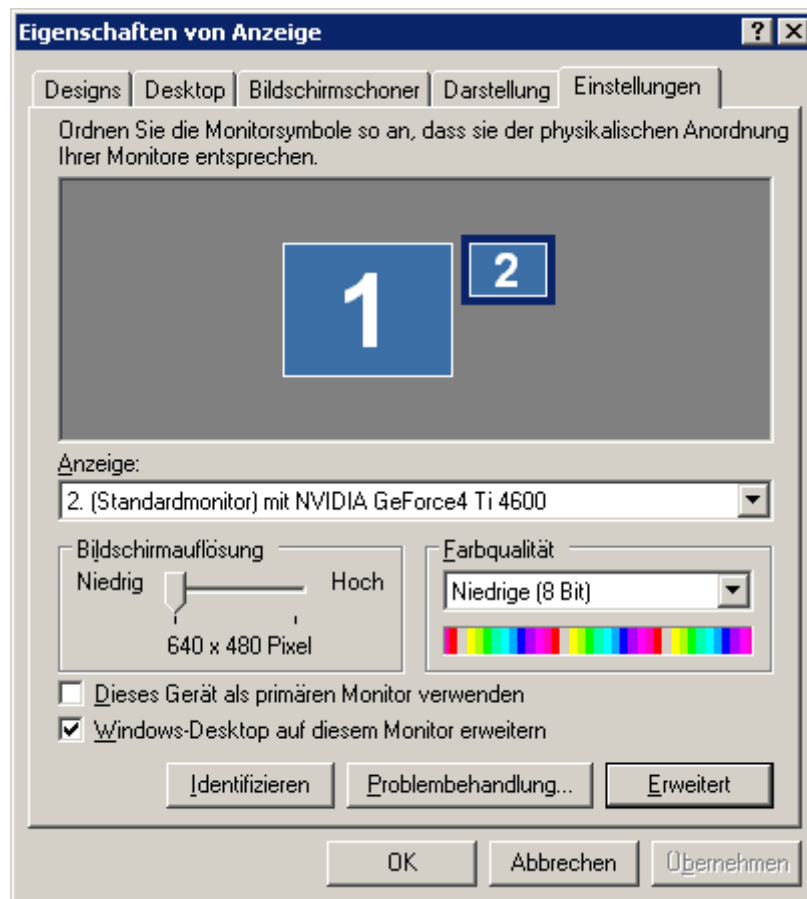 Eigenschaften von Anzeige
Designs Desktop Bildschirmschoner Darstellung Einstellungen
Ordnen Sie die Monitorsymbole so an, dass sie der physikalischen Anordnung
Ihrer Monitore entsprechen.
1 2
Anzeige:
2. (Standardmonitor) mit NVIDIA GeForce4 Ti 4600
Bildschirmauflösung
Niedrig Hoch
640 x 480 Pixel
Farbqualität
Niedrige (8 Bit)
Dieses Gerät als primären Monitor verwenden
Windows-Desktop auf diesem Monitor erweitern
Identifizieren Problembehandlung... Erweitert
OK Abbrechen Übernehmen